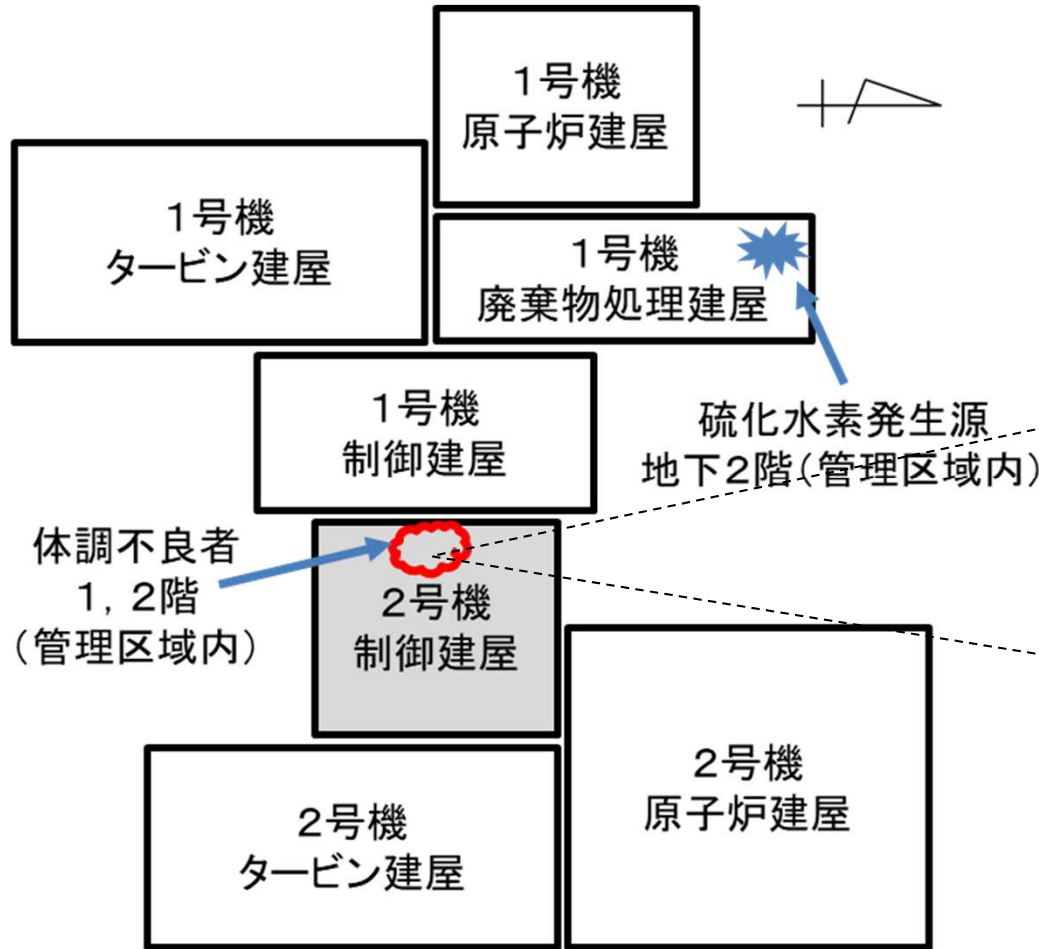 1号機
原子炉建屋
1号機
タービン建屋
1号機
廃棄物処理建屋
1号機
制御建屋
硫化水素発生源
地下2階(管理区域内)
体調不良者
1,2階
(管理区域内)
2号機
制御建屋
2号機
原子炉建屋
2号機
タービン建屋